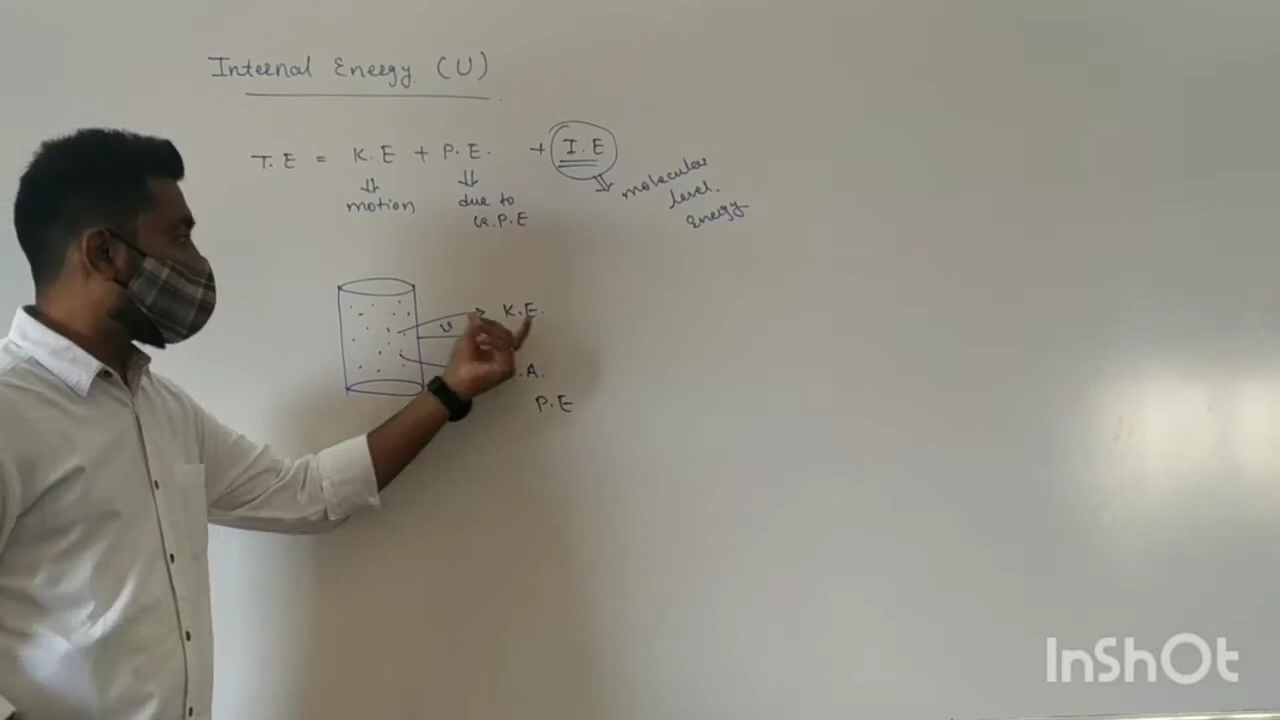 Internal Energy (U)
T.E = K.E + P.E. + I.E
motion
due to
G.P.E
molecular
level.
Energy
K.E.
v
.A.
P.E
InShOt